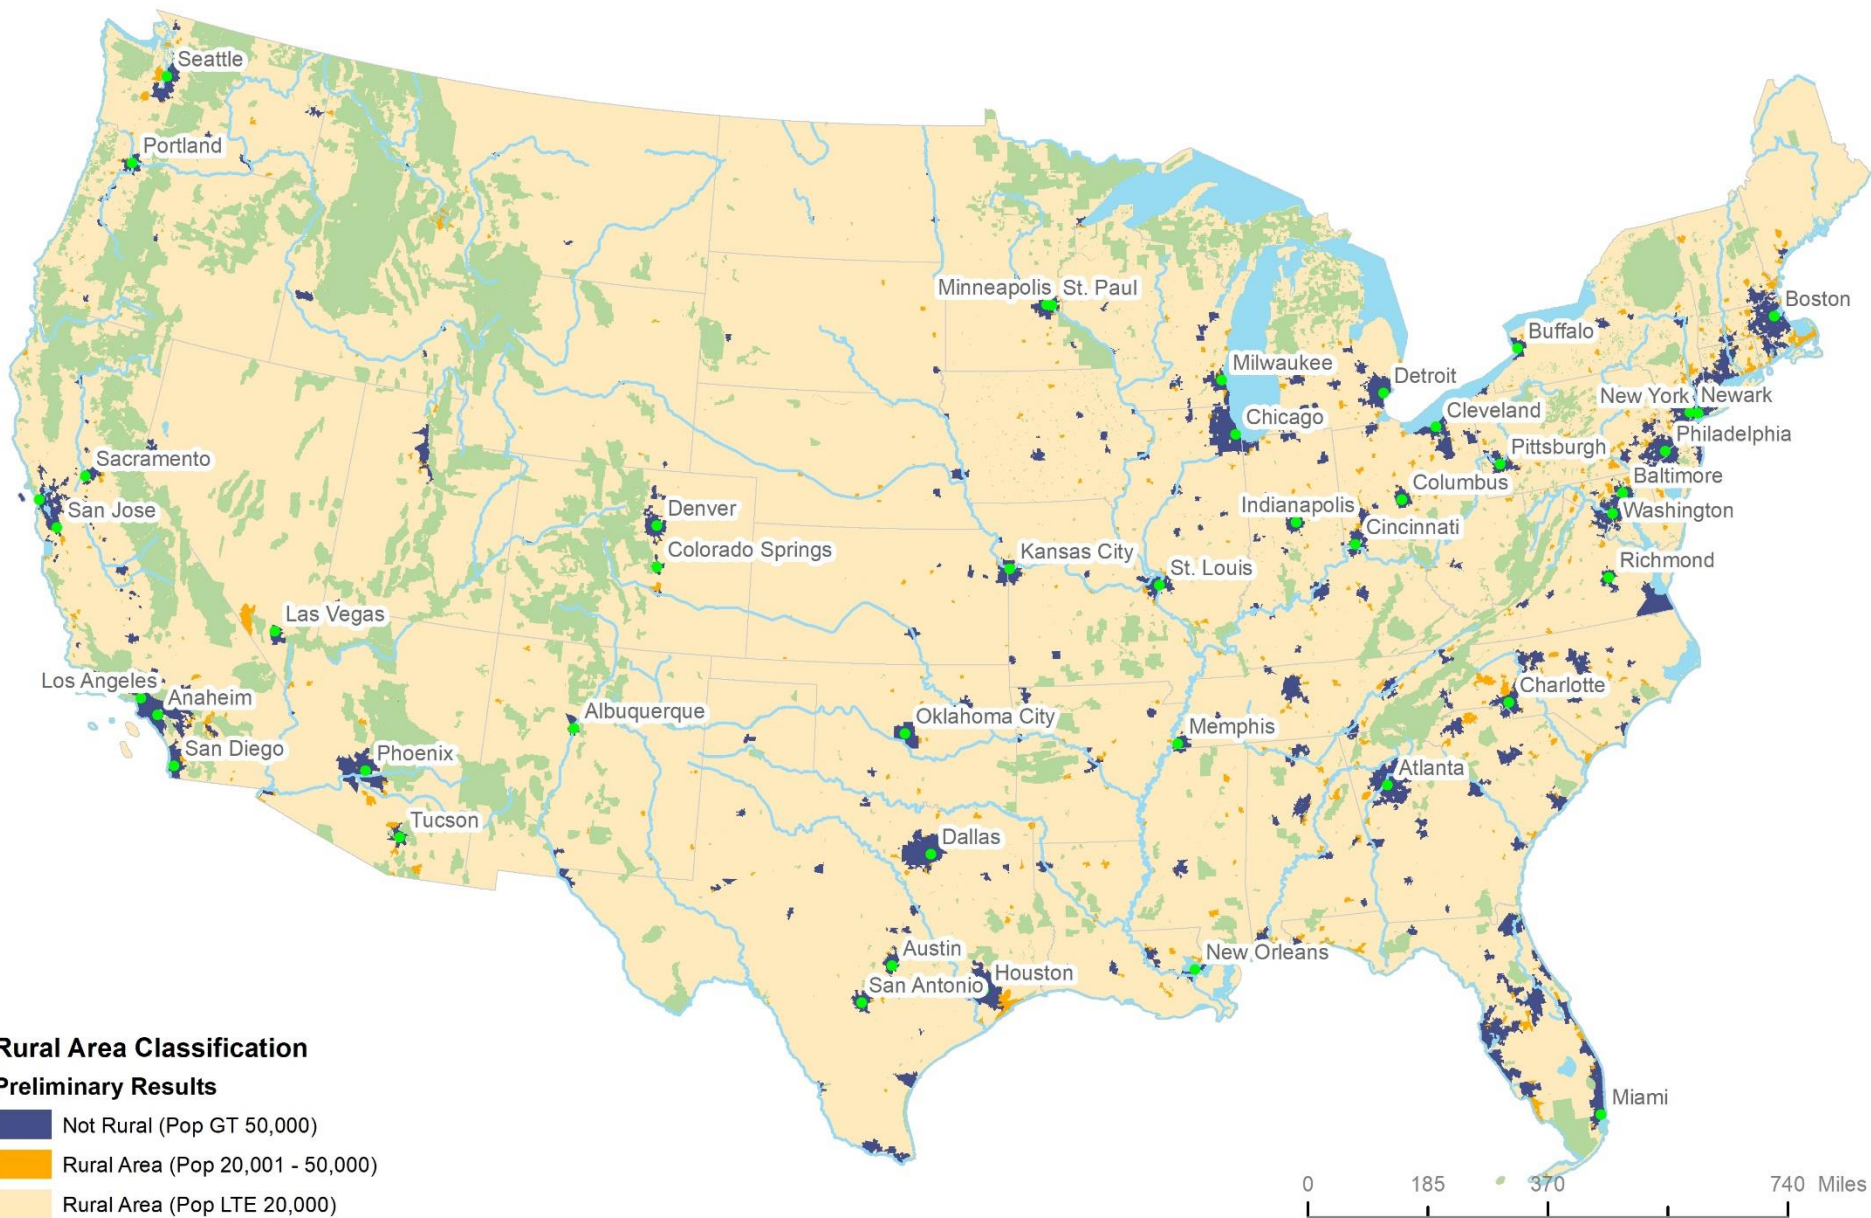 Seattle
Portland
Minneapolis St. Paul
Boston
Buffalo
Milwaukee
Detroit
New York Newark
Cleveland
Chicago
Philadelphia
Pittsburgh
Sacramento
Baltimore
Columbus
San Jose
Denver
Indianapolis
Washington
Cincinnati
Colorado Springs
Kansas City
Richmond
St. Louis
Las Vegas
Los Angeles
Anaheim
Charlotte
Albuquerque
Oklahoma City
Memphis
San Diego
Phoenix
Atlanta
Tucson
Dallas
Austin
New Orleans
Houston
San Antonio
Miami
Rural Area Classification
Preliminary Results
Not Rural (Pop GT 50,000)
Rural Area (Pop 20,001 - 50,000)
Rural Area (Pop LTE 20,000)
0 185 370 740 Miles